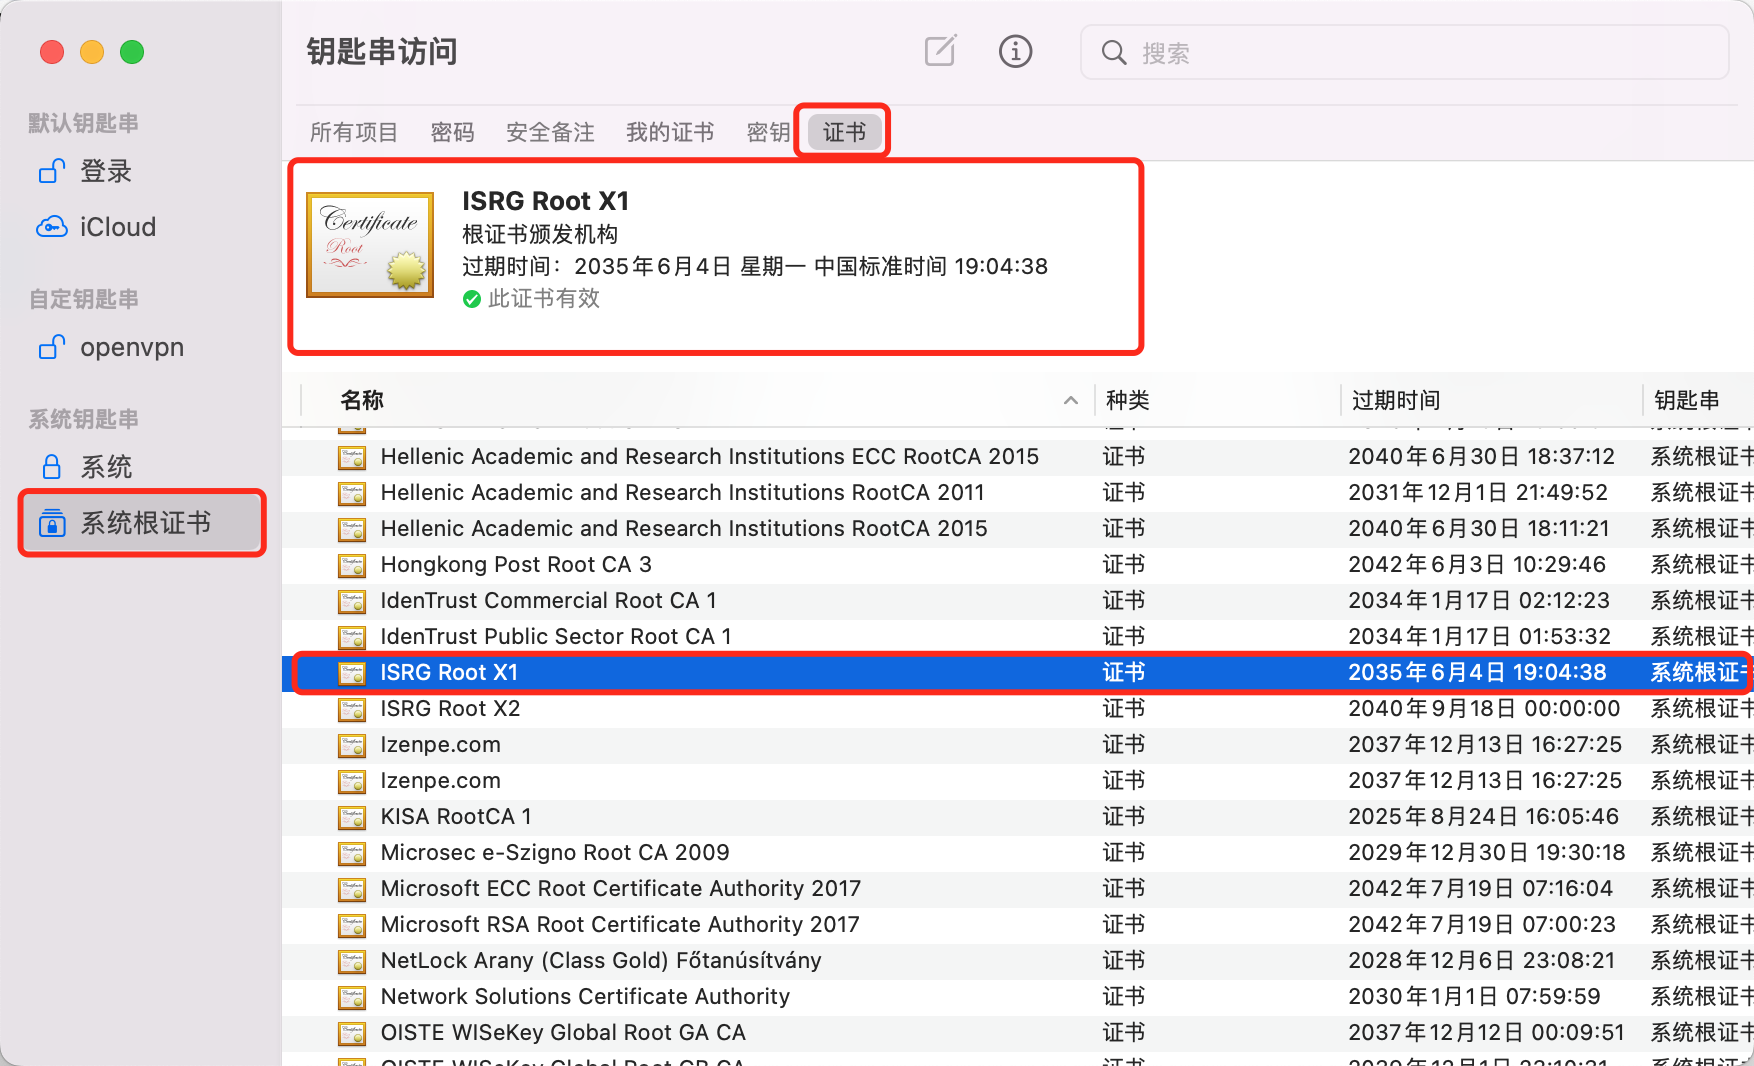 钥匙串访问
搜索
默认钥匙串
登录
iCloud
自定钥匙串
openvpn
系统钥匙串
系统
系统根证书
所有项目 密码 安全备注 我的证书 密钥 证书
Certificate
Root
ISRG Root X1
根证书颁发机构
过期时间：2035年6月4日 星期一 中国标准时间 19:04:38
此证书有效
名称 种类 过期时间 钥匙串
Hellenic Academic and Research Institutions ECC RootCA 2015 证书 2040年6月30日 18:37:12 系统根证书
Hellenic Academic and Research Institutions RootCA 2011 证书 2031年12月1日 21:49:52 系统根证书
Hellenic Academic and Research Institutions RootCA 2015 证书 2040年6月30日 18:11:21 系统根证书
Hongkong Post Root CA 3 证书 2042年6月3日 10:29:46 系统根证书
IdenTrust Commercial Root CA 1 证书 2034年1月17日 02:12:23 系统根证书
IdenTrust Public Sector Root CA 1 证书 2034年1月17日 01:53:32 系统根证书
ISRG Root X1 证书 2035年6月4日 19:04:38 系统根证书
ISRG Root X2 证书 2040年9月18日 00:00:00 系统根证书
Izenpe.com 证书 2037年12月13日 16:27:25 系统根证书
Izenpe.com 证书 2037年12月13日 16:27:25 系统根证书
KISA RootCA 1 证书 2025年8月24日 16:05:46 系统根证书
Microsec e-Szigno Root CA 2009 证书 2029年12月30日 19:30:18 系统根证书
Microsoft ECC Root Certificate Authority 2017 证书 2042年7月19日 07:16:04 系统根证书
Microsoft RSA Root Certificate Authority 2017 证书 2042年7月19日 07:00:23 系统根证书
NetLock Arany (Class Gold) Főtanúsítvány 证书 2028年12月6日 23:08:21 系统根证书
Network Solutions Certificate Authority 证书 2030年1月1日 07:59:59 系统根证书
OISTE WISeKey Global Root GA CA 证书 2037年12月12日 00:09:51 系统根证书
OISTE WISeKey Global Root GB CA 证书